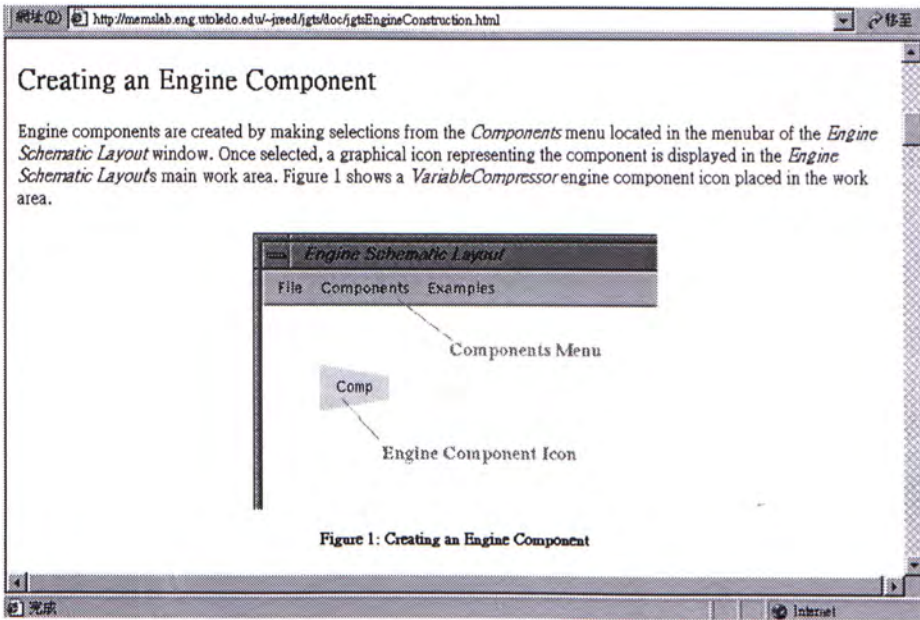 網址(D) http://memslab.eng.utoledo.edu/~jreed/jgts/doc/jgtsEngineConstruction.html 移至
Creating an Engine Component
Engine components are created by making selections from the Components menu located in the menubar of the Engine
Schematic Layout window. Once selected, a graphical icon representing the component is displayed in the Engine
Schematic Layouts main work area. Figure 1 shows a VariableCompressor engine component icon placed in the work
area.
Engine Schematic Layout
File Components Examples
Components Menu
Comp
Engine Component Icon
Figure 1: Creating an Engine Component
完成 Internet